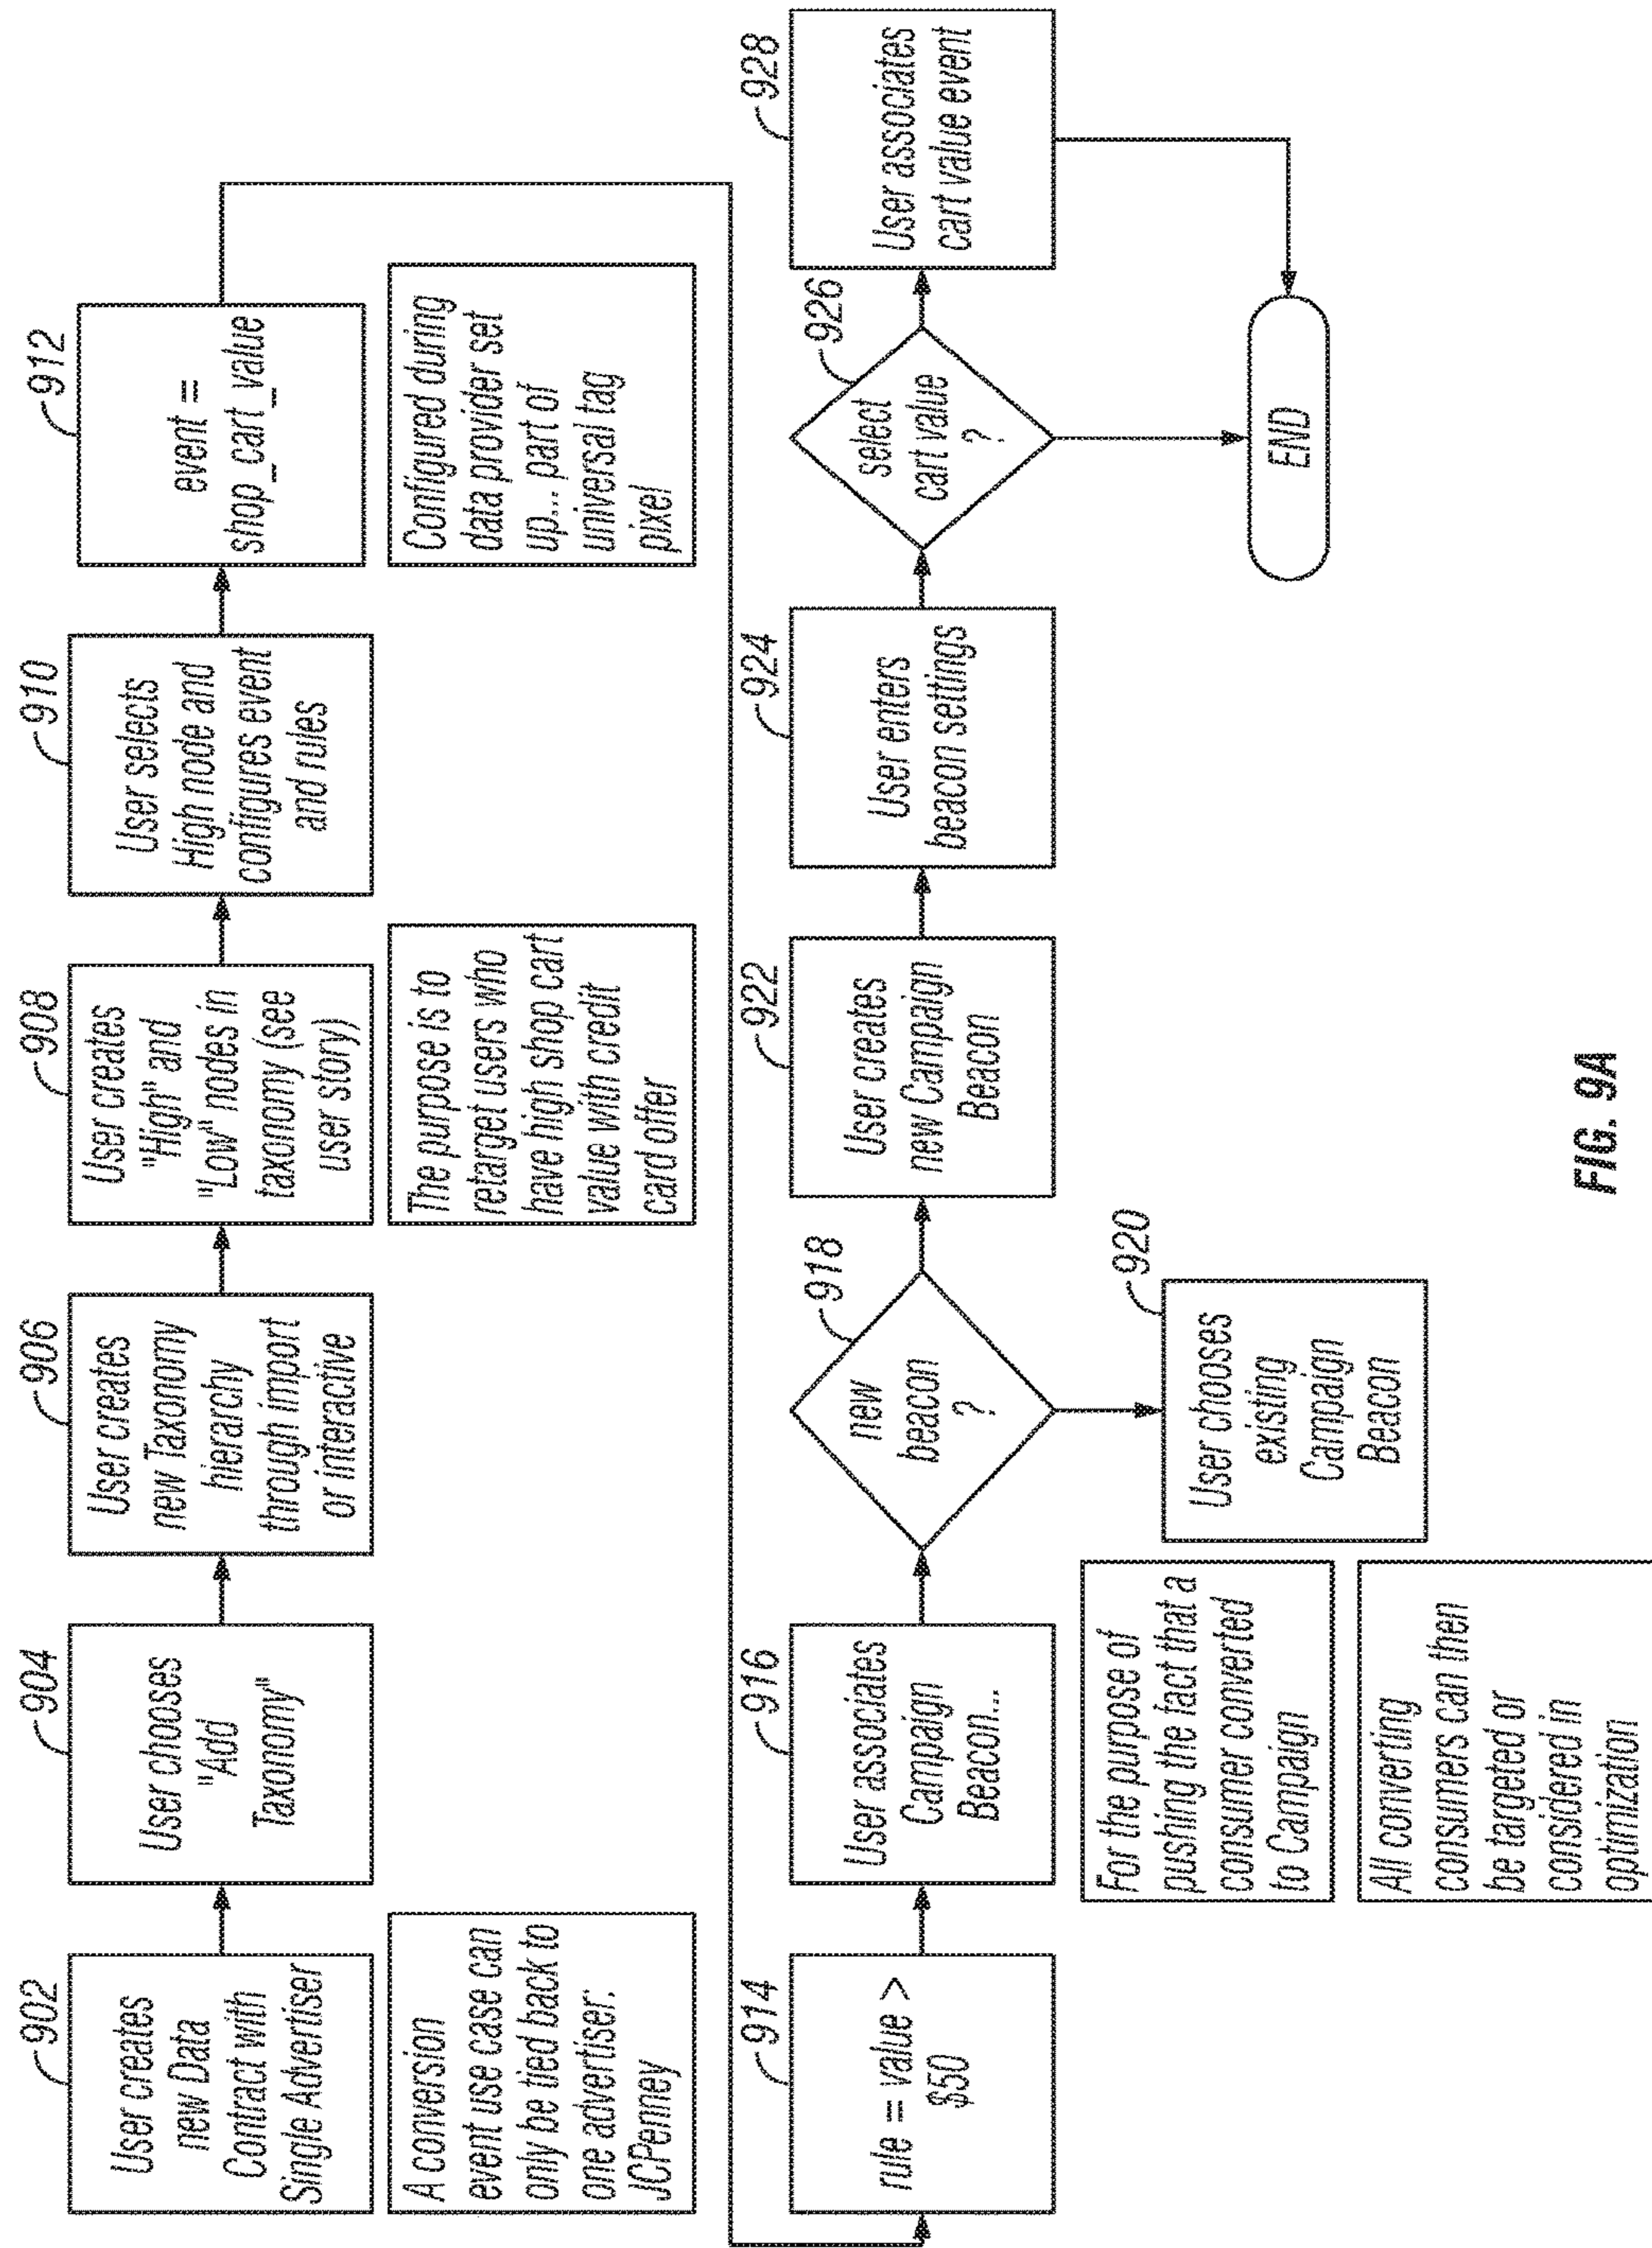 902
User creates
new Data
Contract with
Single Advertiser
A conversion
event use case can
only be tied back to
one advertiser:
JCPenney
904
User chooses
"Add
Taxonomy"
906
User creates
new Taxonomy
hierarchy
through import
or interactive
908
User creates
"High" and
"Low" nodes in
taxonomy (see
user story)
The purpose is to
retarget users who
have high shop cart
value with credit
card offer
910
User selects
High node and
configures event
and rules
912
event =
shop_cart_value
Configured during
data provider set
up... part of
universal tag
pixel
914
rule = value >
$50
916
User associates
Campaign
Beacon...
For the purpose of
pushing the fact that a
consumer converted
to Campaign
All converting
consumers can then
be targeted or
considered in
optimization
918
new
beacon
?
920
User chooses
existing
Campaign
Beacon
922
User creates
new Campaign
Beacon
924
User enters
beacon settings
926
select
cart value
?
928
User associates
cart value event
END
FIG. 9A